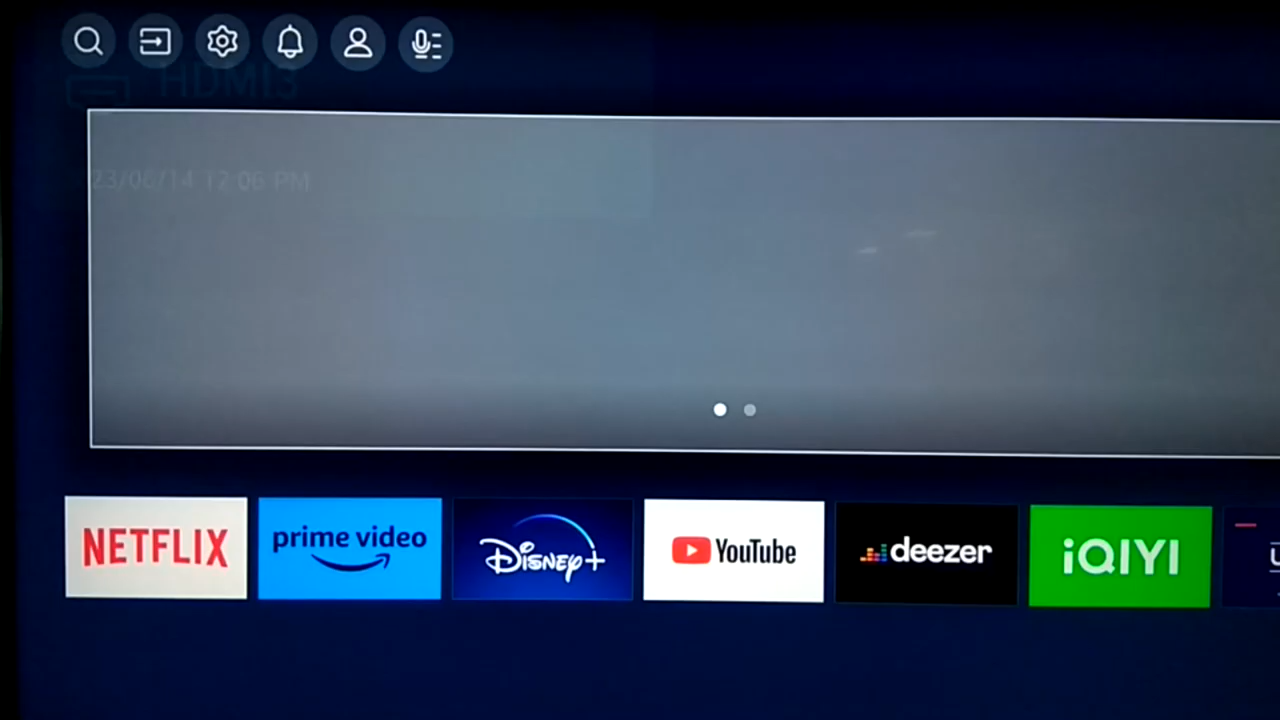 HDMI3
23/06/14 12:06 PM
NETFLIX
prime video
Disney+
YouTube
deezer
iQIYI